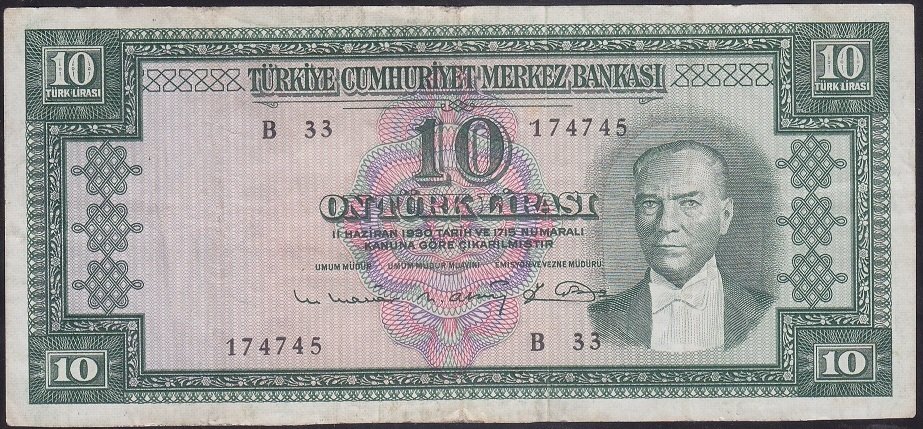 10 10
TÜRK LİRASI TÜRK LİRASI
TÜRKİYE CUMHURİYET MERKEZ BANKASI
B 33 174745
10
ON TÜRK LİRASI
11 HAZİRAN 1930 TARİH VE 1715 NUMARALI
KANUNA GÖRE ÇIKARILMIŞTIR
UMUM MÜDÜR UMUM MÜDÜR MUAVİNİ EMİSYON VE VEZNE MÜDÜRÜ
174745 B 33
10 10